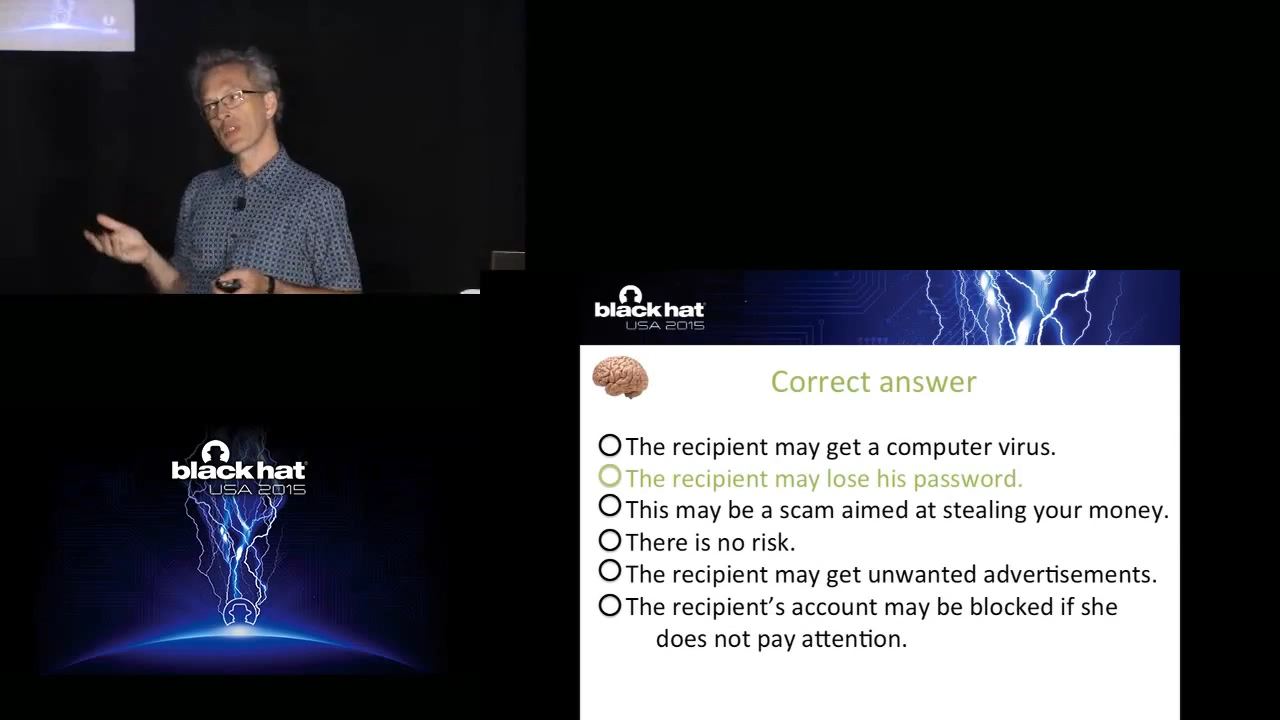 black hat
USA 2015
Correct answer
The recipient may get a computer virus.
The recipient may lose his password.
This may be a scam aimed at stealing your money.
There is no risk.
The recipient may get unwanted advertisements.
The recipient’s account may be blocked if she
does not pay attention.
black hat
USA 2015